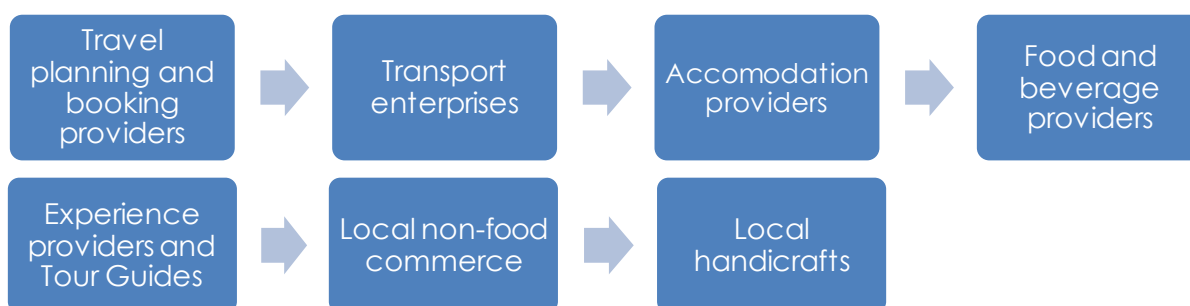 Travel
planning and
booking
providers
Transport
enterprises
Accomodation
providers
Food and
beverage
providers
Experience
providers and
Tour Guides
Local non-food
commerce
Local
handicrafts